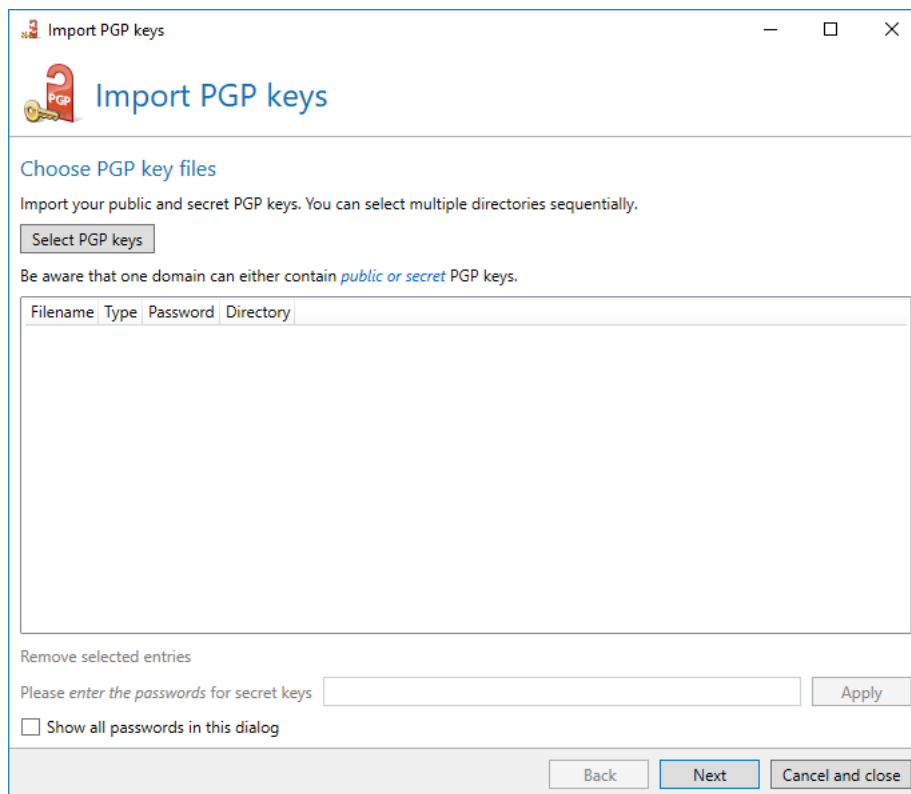 Import PGP keys
PGP
Import PGP keys
Choose PGP key files
Import your public and secret PGP keys. You can select multiple directories sequentially.
Select PGP keys
Be aware that one domain can either contain public or secret PGP keys.
Filename Type Password Directory
Remove selected entries
Please enter the passwords for secret keys
Apply
Show all passwords in this dialog
Back Next Cancel and close